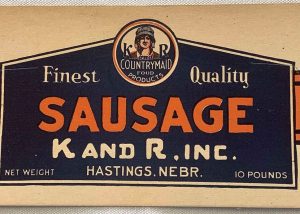 K R
COUNTRYMAID
FOOD
PRODUCTS
Finest Quality
SAUSAGE
K AND R, INC.
NET WEIGHT HASTINGS, NEBR. 10 POUNDS